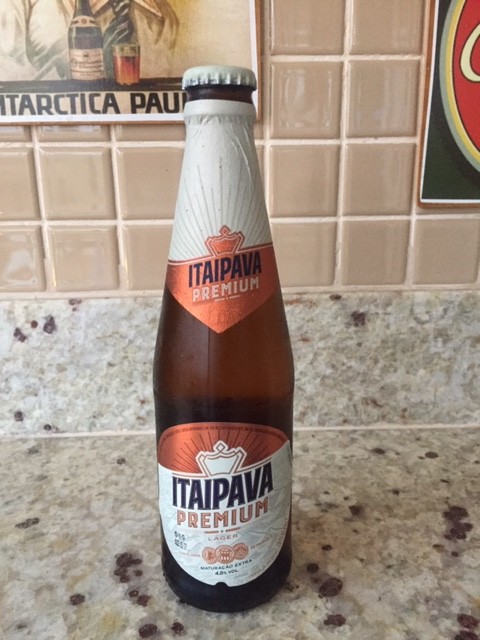 NTARCTICA PAUL
ITAIPAVA
PREMIUM
ITAIPAVA
PREMIUM
LAGER
MATURAÇÃO EXTRA
4,8% VOL.